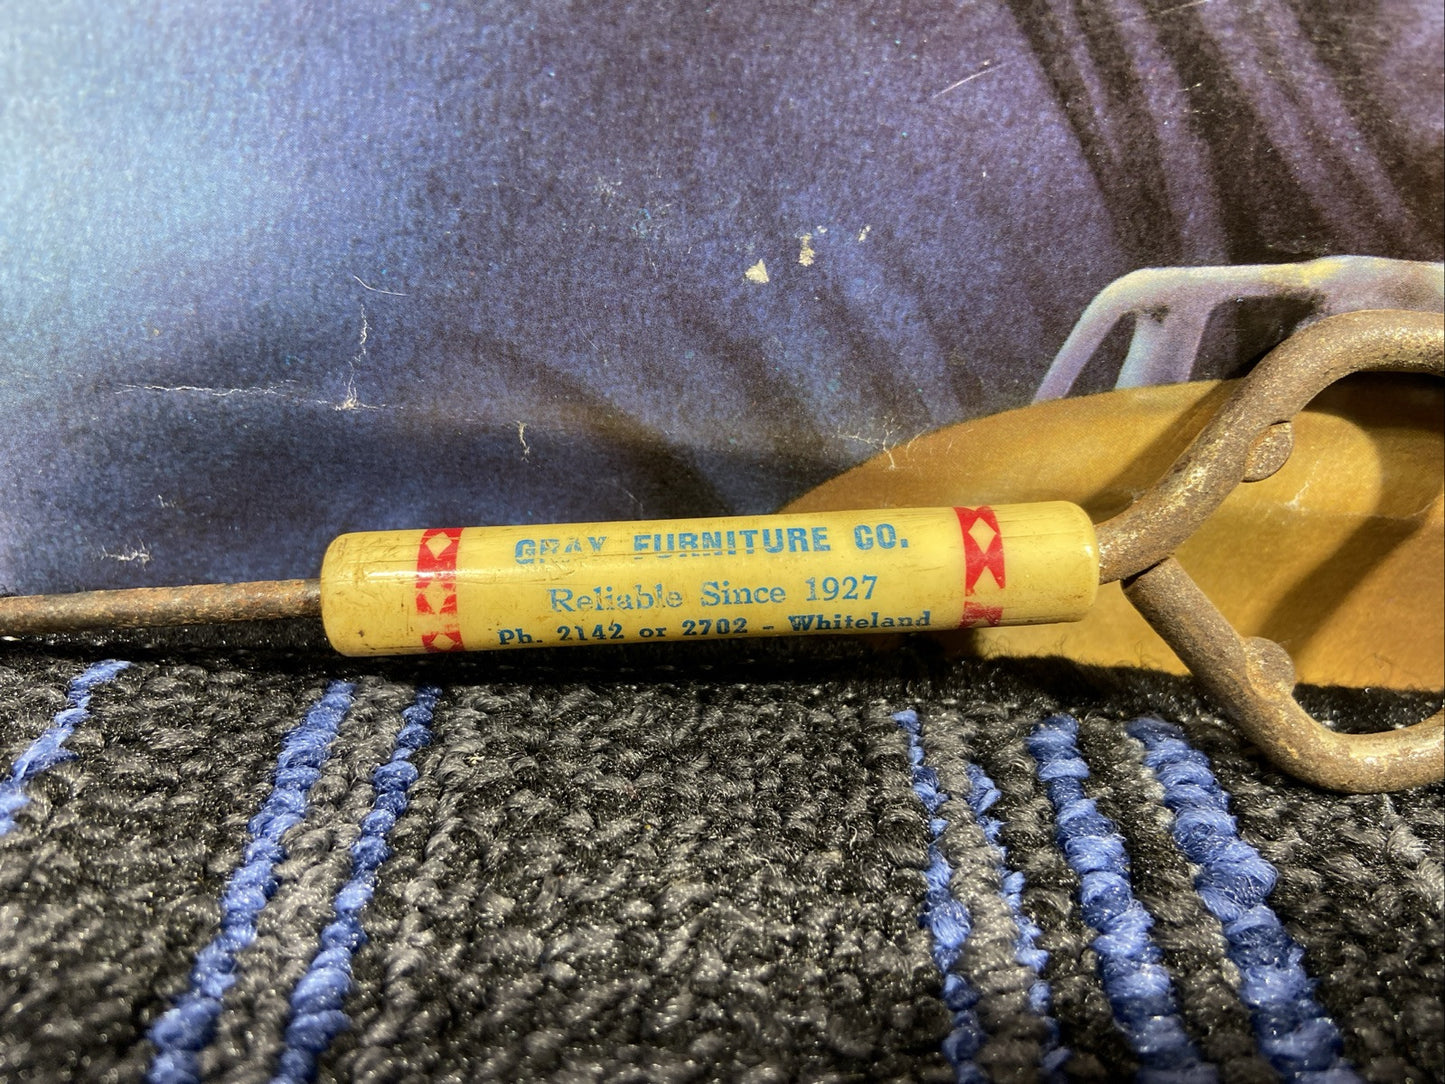 GRAY FURNITURE CO.
Reliable Since 1927
Ph. 2142 or 2702 - Whiteland